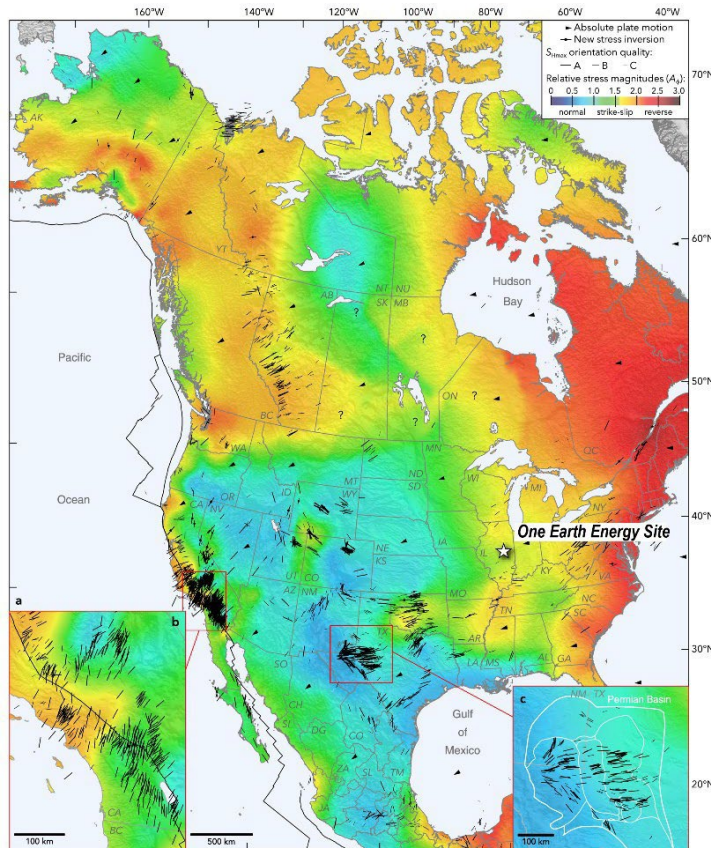 160°W 140°W 120°W 100°W 80°W 60°W 40°W
Absolute plate motion
New stress inversion
SHmax orientation quality:
A B C
Relative stress magnitudes (Aϕ):
0 0.5 1.0 1.5 2.0 2.5 3.0
normal strike-slip reverse
70°N
AK
60°N
YT
Hudson
Bay
NT NU
AB SK MB
?
?
Pacific
50°N
BC
ON
?
? ?
QC
WA
MN
ND
MT
WI
OR ID
WY
SD
MI
Ocean
CA
NV
NY
40°N
One Earth Energy Site
NE
IA
IL
UT CO
KS
KY
VA
AZ NM
MO
NC
a
TN
SC
b
TX
AR
30°N
SO
LA MS
AL GA
c
NM TX
Permian Basin
CH
SI
Gulf
of
Mexico
DG
CO
ZA SL TM
20°N
JA
CA
BC
100 km
500 km
100 km